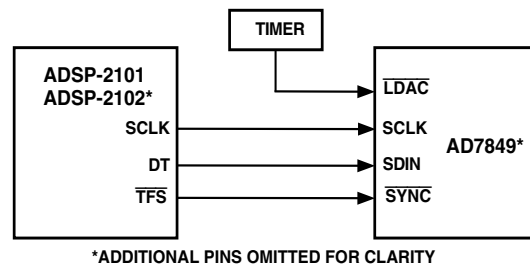 TIMER
ADSP-2101
ADSP-2102*
SCLK
DT
TFS
LDAC
SCLK
SDIN
SYNC
AD7849*
*ADDITIONAL PINS OMITTED FOR CLARITY